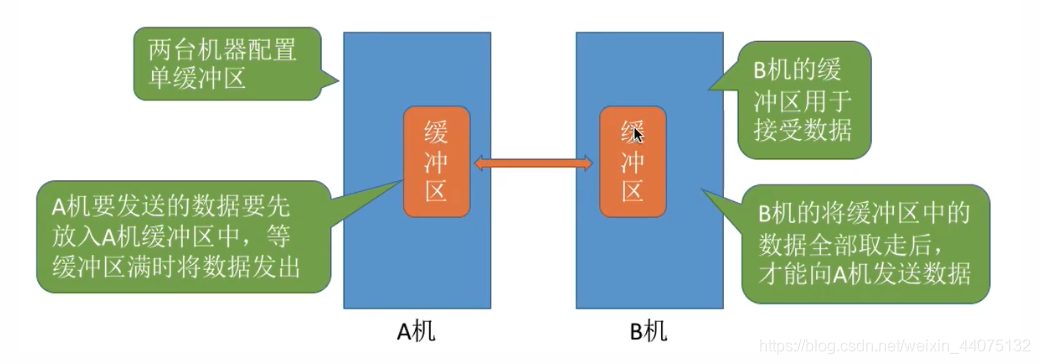 两台机器配置
单缓冲区
A机要发送的数据要先
放入A机缓冲区中，等
缓冲区满时将数据发出
缓
冲
区
缓
冲
区
B机的缓
冲区用于
接受数据
B机的将缓冲区中的
数据全部取走后，
才能向A机发送数据
A机
B机
https://blog.csdn.net/weixin_44075132